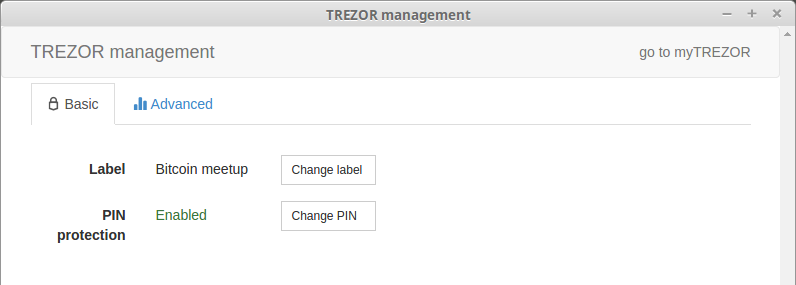 TREZOR management
TREZOR management go to myTREZOR
Basic Advanced
Label Bitcoin meetup Change label
PIN Enabled Change PIN
protection